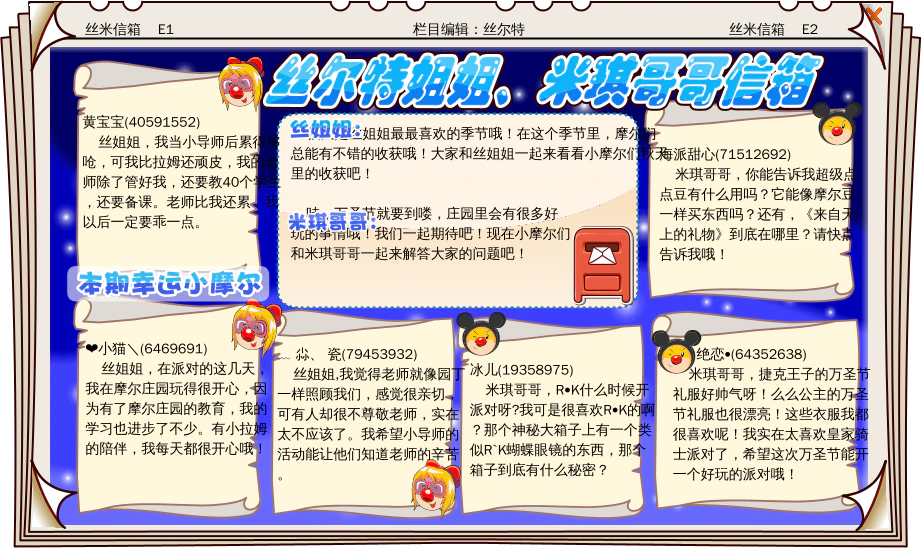 丝米信箱 E1
栏目编辑：丝尔特
丝米信箱 E2
丝尔特姐姐、米琪哥哥信箱
黄宝宝(40591552)
丝姐姐，我当小导师后累得
呛，可我比拉姆还顽皮，我的
师除了管好我，还要教40个学生
，还要备课。老师比我还累，我
以后一定要乖一点。
本期幸运小摩尔
丝姐姐：
姐姐最最喜欢的季节哦！在这个季节里，摩尔们
总能有不错的收获哦！大家和丝姐姐一起来看看小摩尔们秋天
里的收获吧！
米琪哥哥：
哇，万圣节就要到喽，庄园里会有很多好
玩的事情哦！我们一起期待吧！现在小摩尔们
和米琪哥哥一起来解答大家的问题吧！
海派甜心(71512692)
米琪哥哥，你能告诉我超级点
点豆有什么用吗？它能像摩尔豆
一样买东西吗？还有，《来自天
上的礼物》到底在哪里？请快点
告诉我哦！
❤小猫＼(6469691)
丝姐姐，在派对的这几天，
我在摩尔庄园玩得很开心，因
为有了摩尔庄园的教育，我的
学习也进步了不少。有小拉姆
的陪伴，我每天都很开心哦！
﹏ 尛、 瓷(79453932)
丝姐姐,我觉得老师就像园丁
一样照顾我们，感觉很亲切，
可有人却很不尊敬老师，实在
太不应该了。我希望小导师的
活动能让他们知道老师的辛苦
。
冰儿(19358975)
米琪哥哥，R•K什么时候开
派对呀?我可是很喜欢R•K的啊
？那个神秘大箱子上有一个类
似R`K蝴蝶眼镜的东西，那个
箱子到底有什么秘密？
绝恋•(64352638)
米琪哥哥，捷克王子的万圣节
礼服好帅气呀！么么公主的万圣
节礼服也很漂亮！这些衣服我都
很喜欢呢！我实在太喜欢皇家骑
士派对了，希望这次万圣节能开
一个好玩的派对哦！